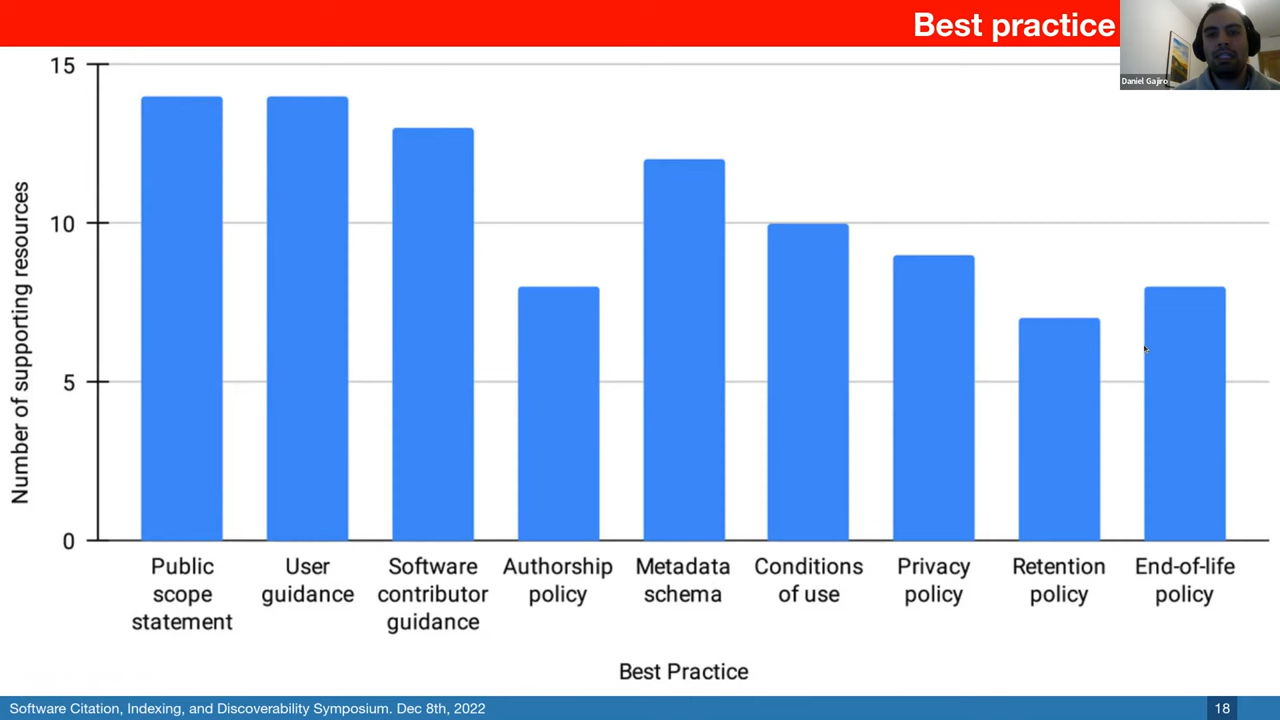 Best practice
Daniel Gajiro
15
10
5
0
Number of supporting resources
Public scope statement
User guidance
Software contributor guidance
Authorship policy
Metadata schema
Conditions of use
Privacy policy
Retention policy
End-of-life policy
Best Practice
Software Citation, Indexing, and Discoverability Symposium. Dec 8th, 2022
18